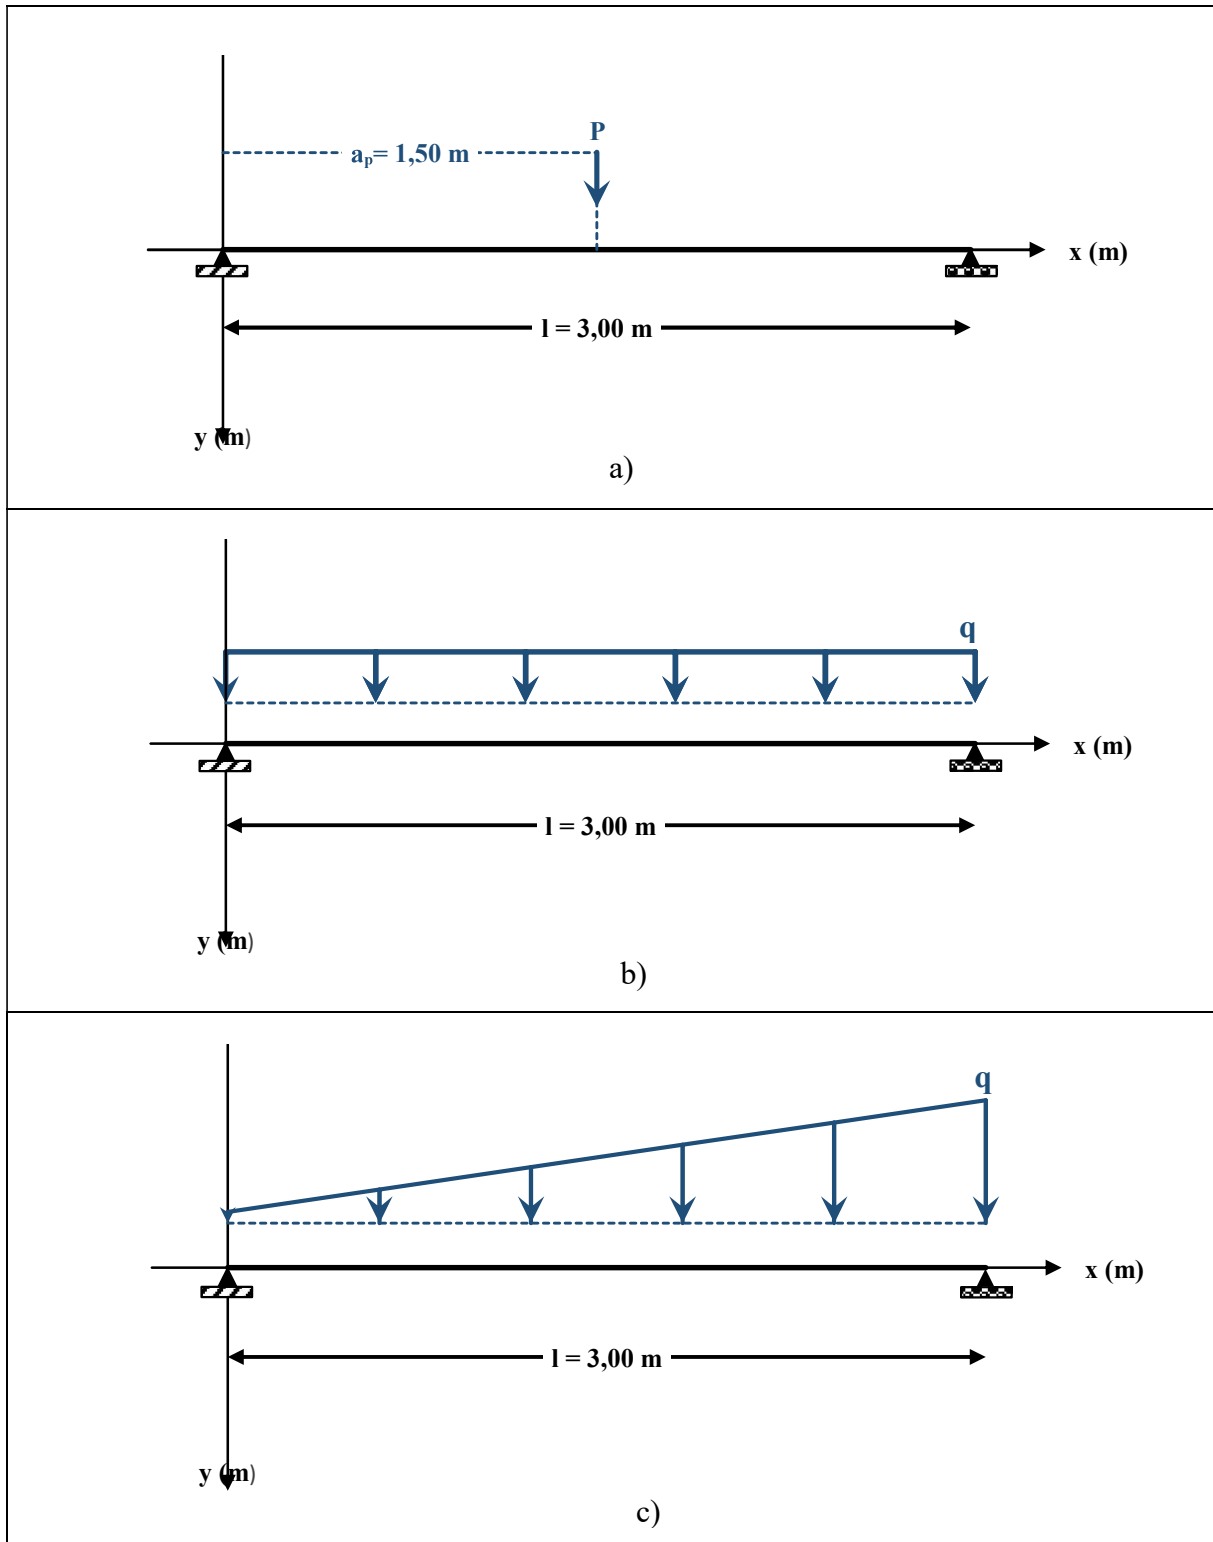 P
aₚ= 1,50 m
x (m)
l = 3,00 m
y (m)
a)
q
x (m)
l = 3,00 m
y (m)
b)
q
x (m)
l = 3,00 m
y (m)
c)